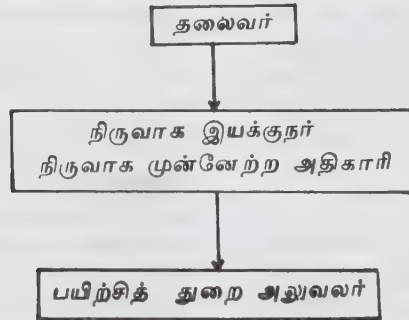 தலைவர்
நிருவாக இயக்குநர்
நிருவாக முன்னேற்ற அதிகாரி
பயிற்சித் துறை அலுவலர்